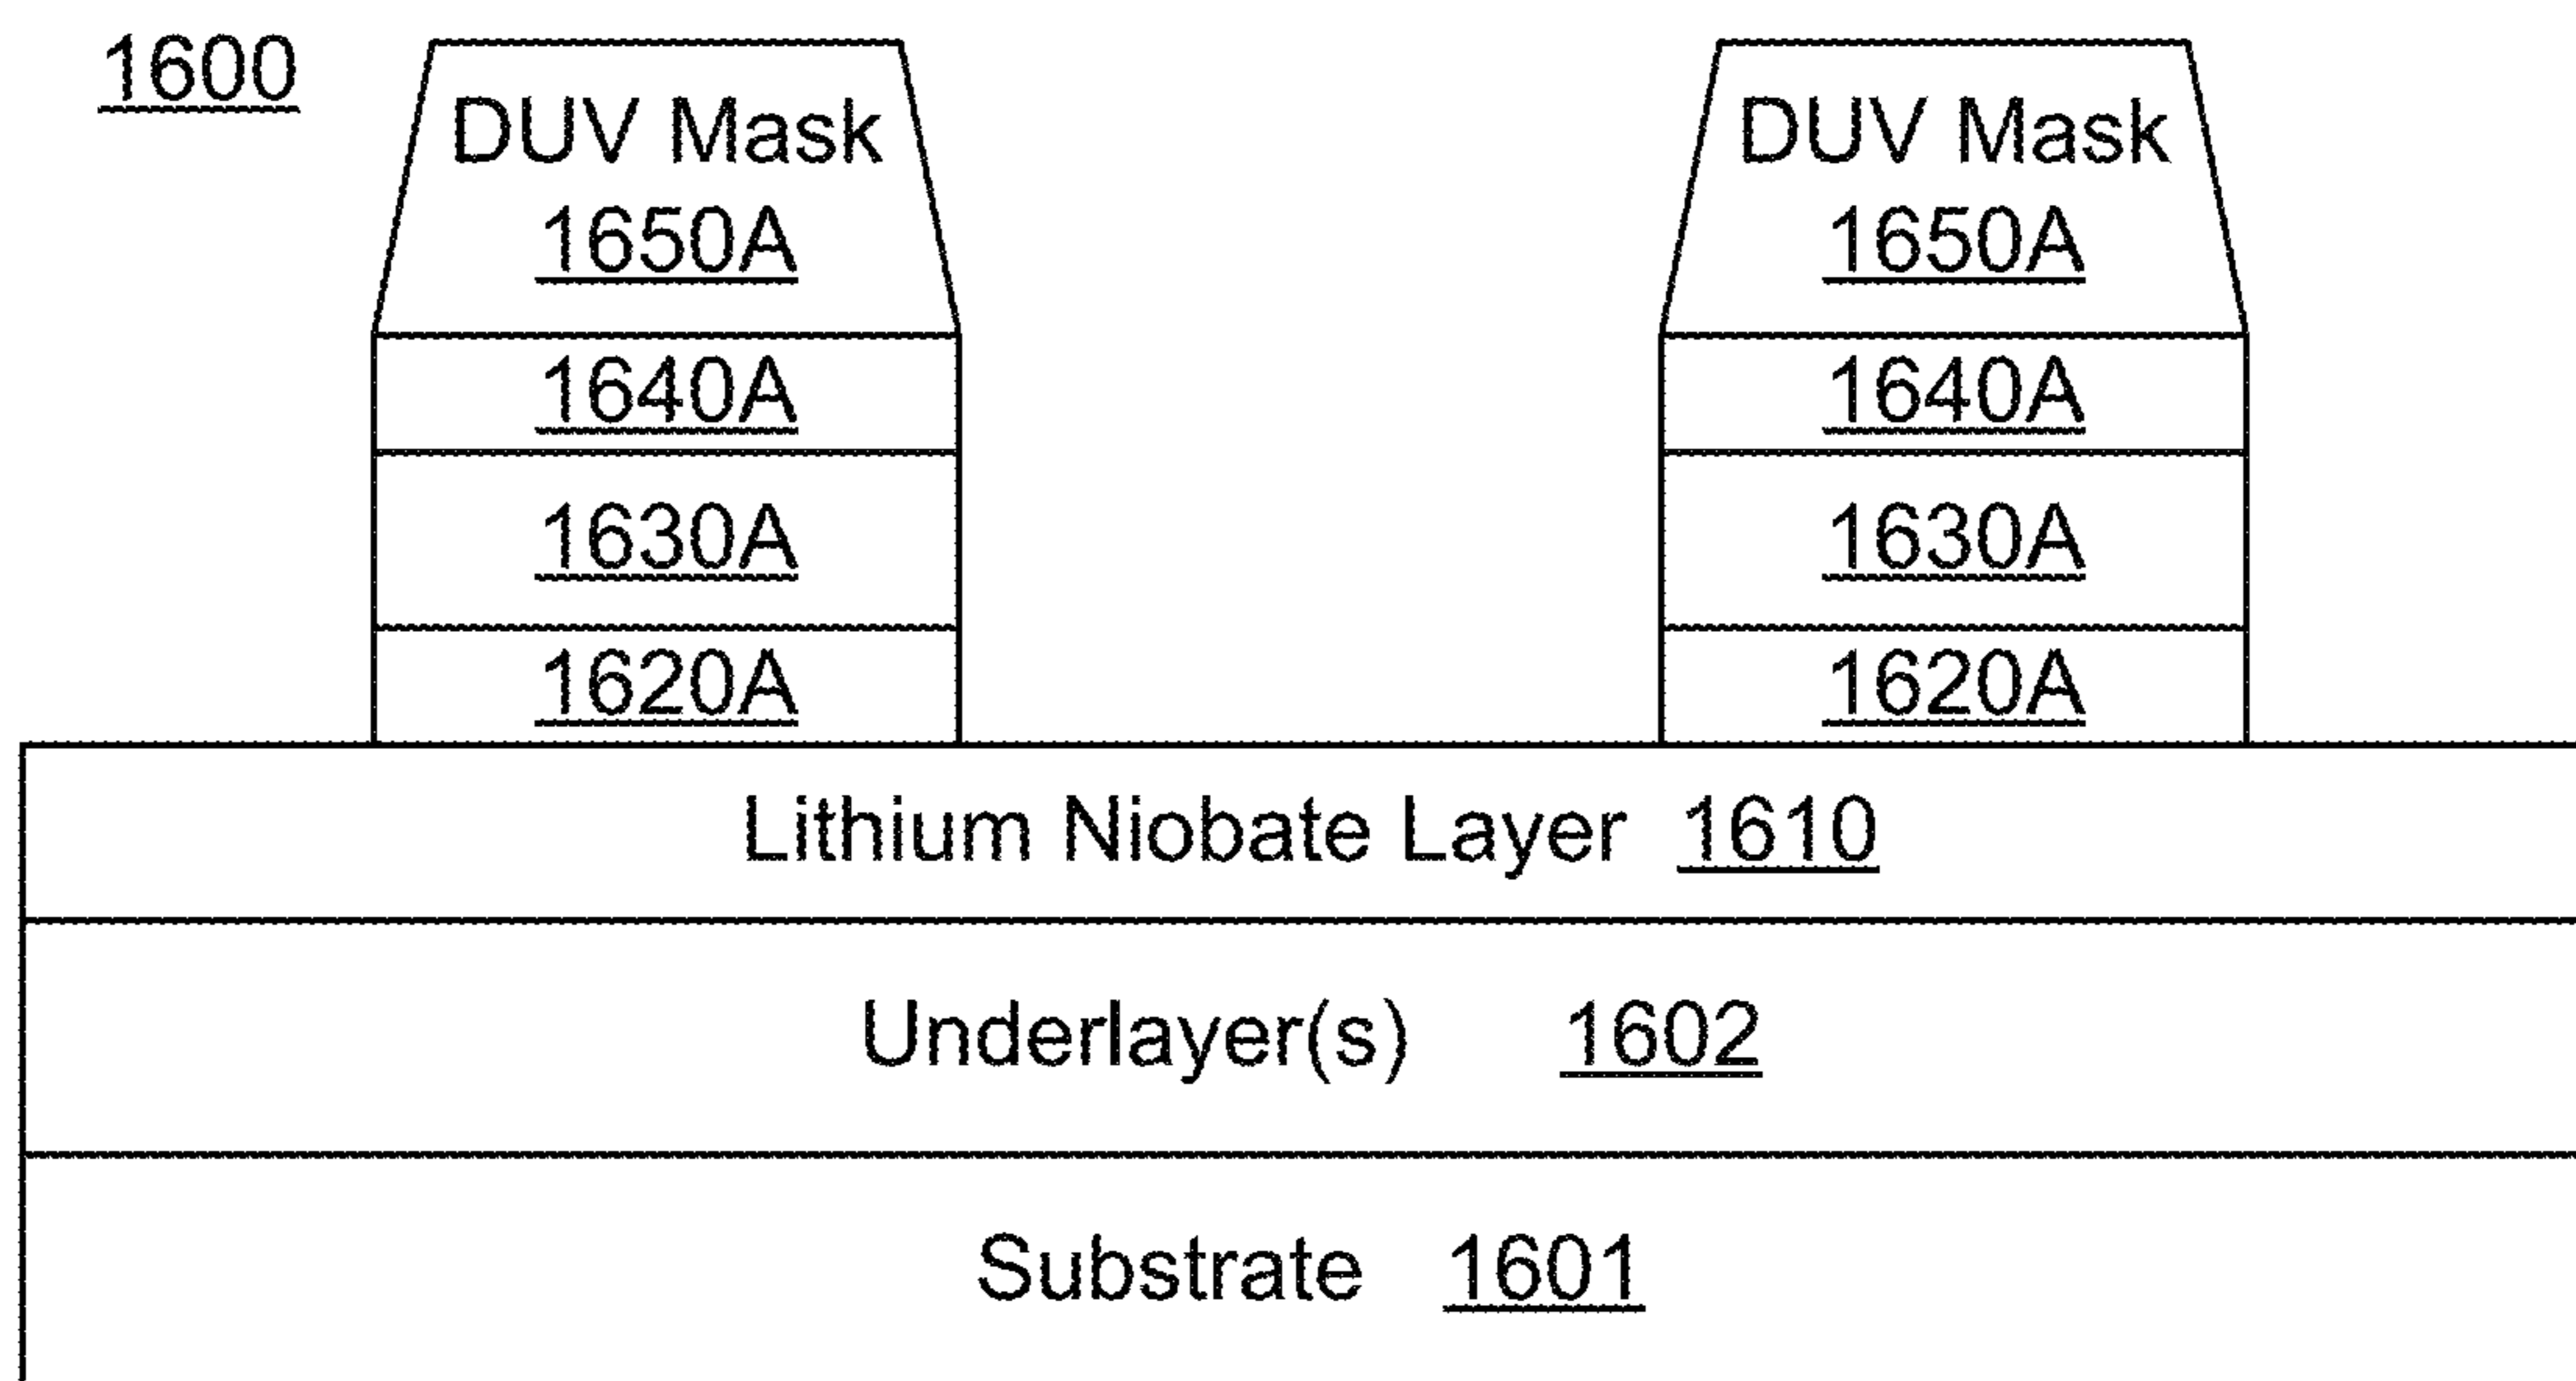 1600
DUV Mask
1650A
1640A
1630A
1620A
DUV Mask
1650A
1640A
1630A
1620A
Lithium Niobate Layer 1610
Underlayer(s) 1602
Substrate 1601